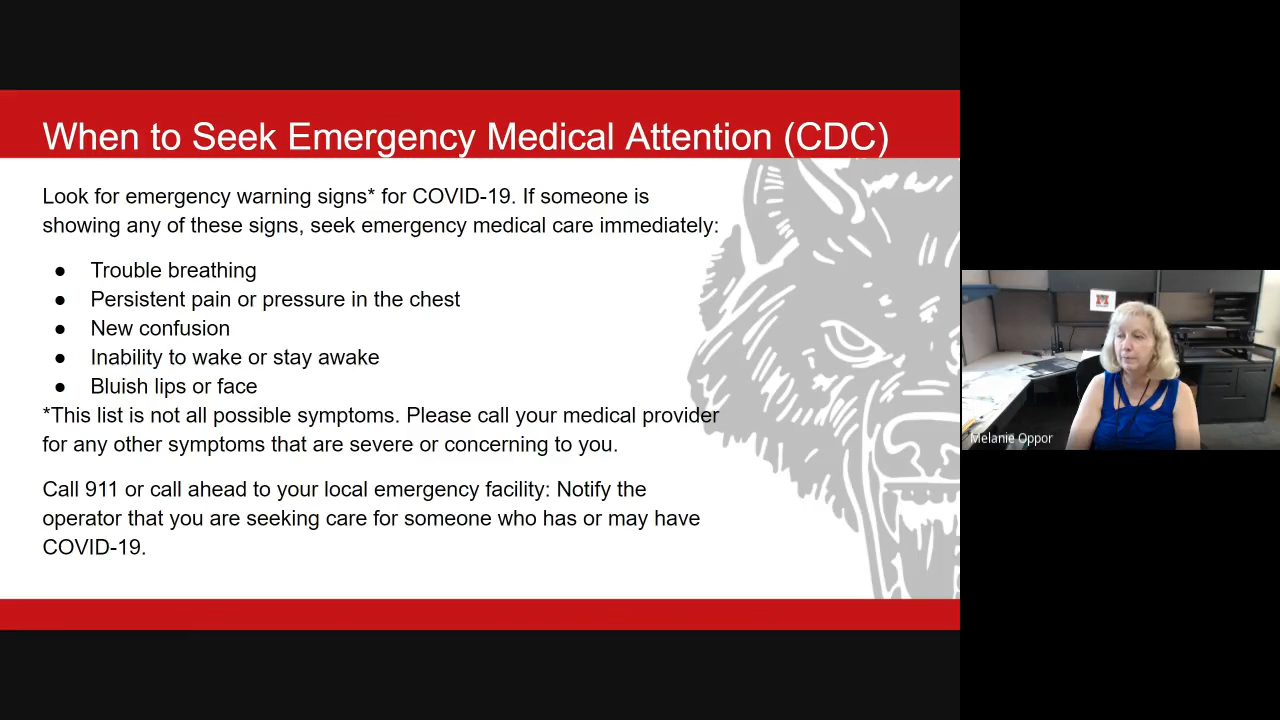 When to Seek Emergency Medical Attention (CDC)
Look for emergency warning signs* for COVID-19. If someone is
showing any of these signs, seek emergency medical care immediately:
● Trouble breathing
● Persistent pain or pressure in the chest
● New confusion
● Inability to wake or stay awake
● Bluish lips or face
*This list is not all possible symptoms. Please call your medical provider
for any other symptoms that are severe or concerning to you.
Call 911 or call ahead to your local emergency facility: Notify the
operator that you are seeking care for someone who has or may have
COVID-19.
Melanie Oppor